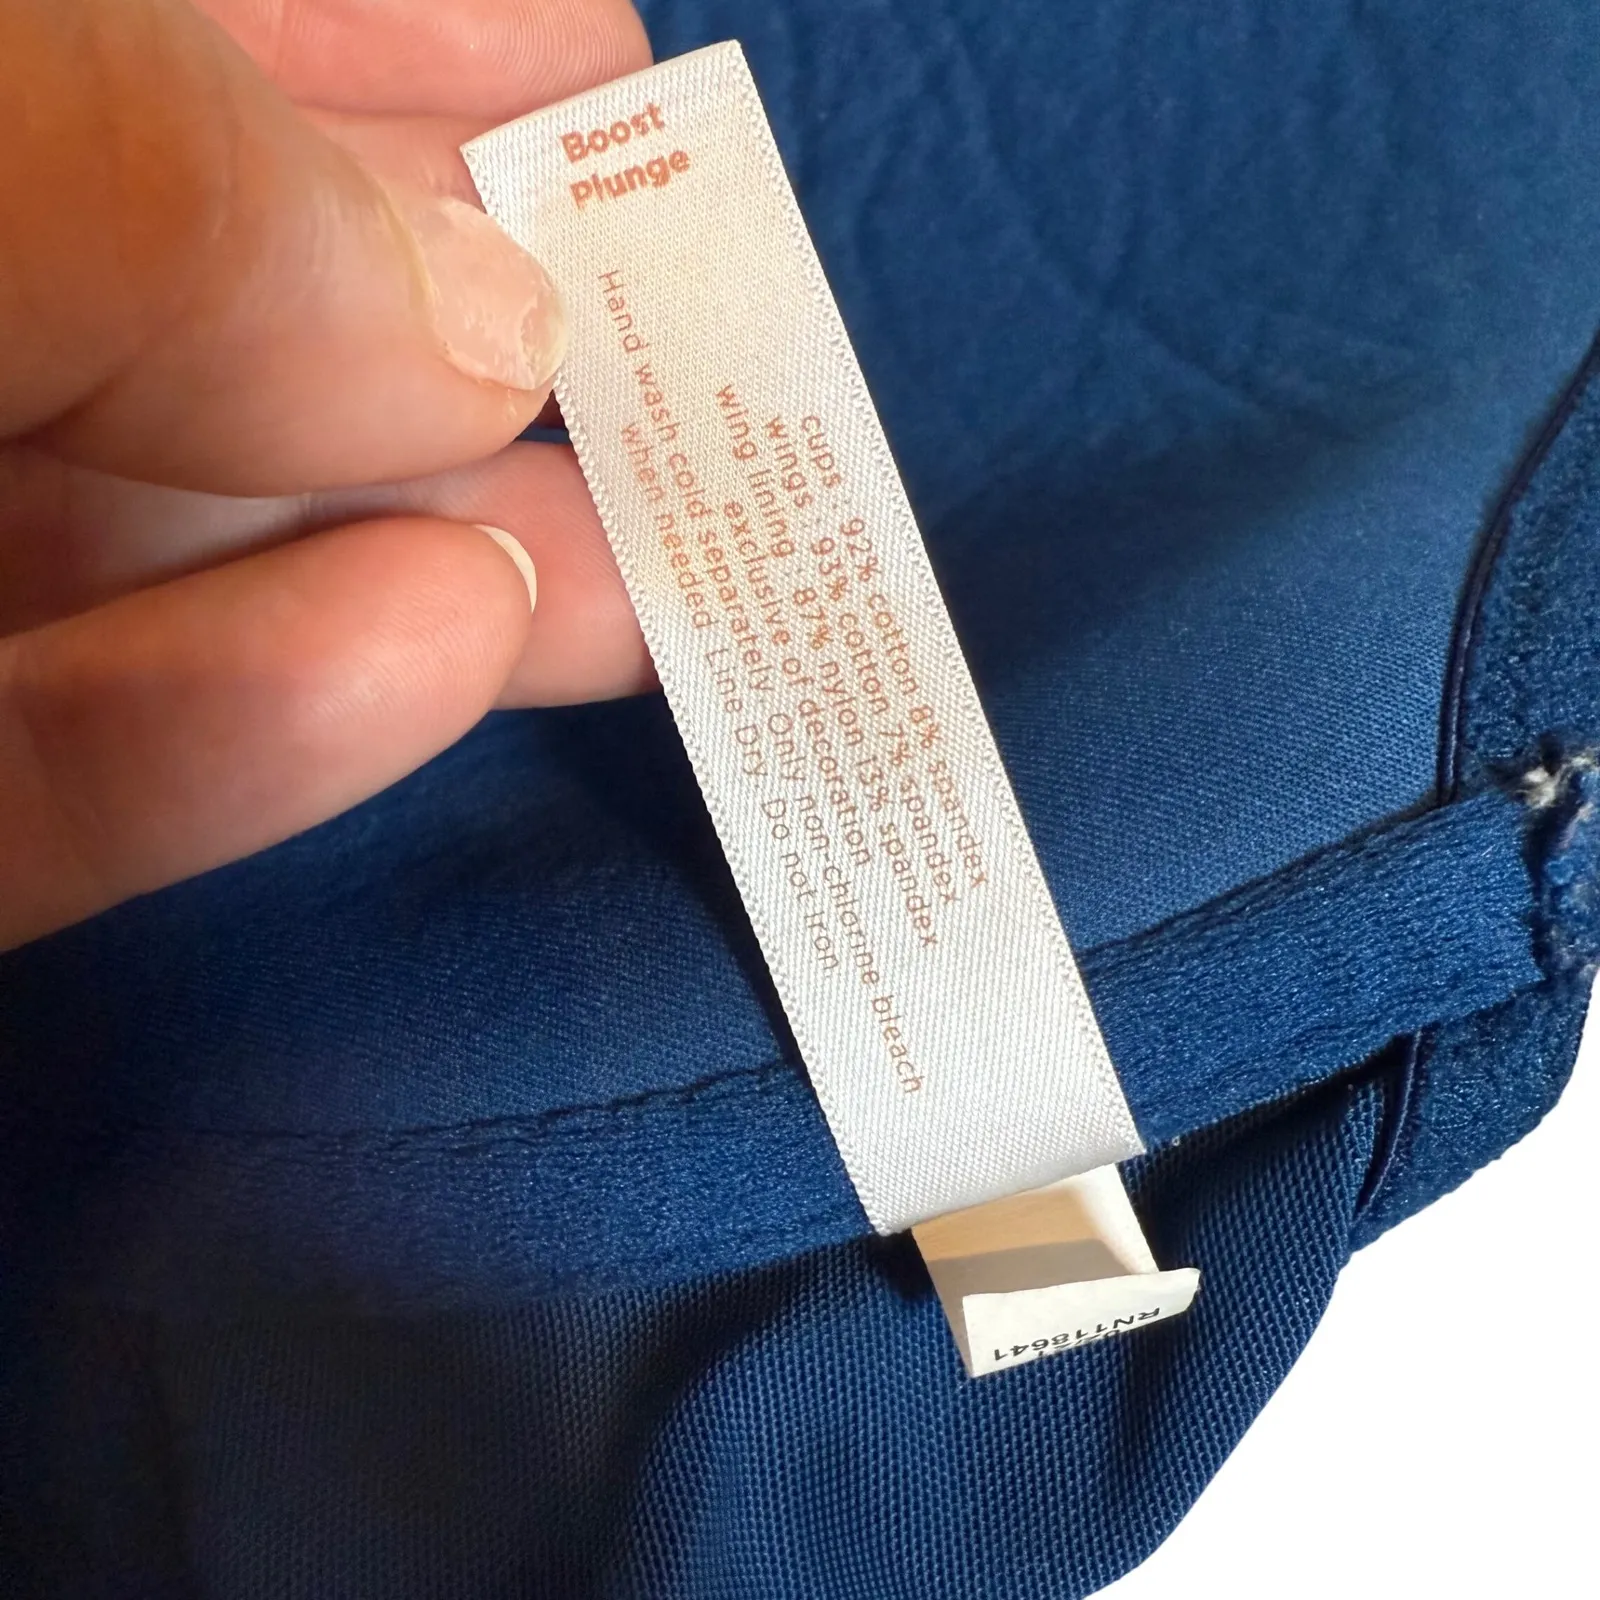 Boost
Plunge
cups : 92% cotton 8% spandex
wings : 93% cotton 7% spandex
wing lining : 87% nylon 13% spandex
exclusive of decoration
Hand wash cold separately. Only non-chlorine bleach
when needed Line Dry Do not Iron
RN118641